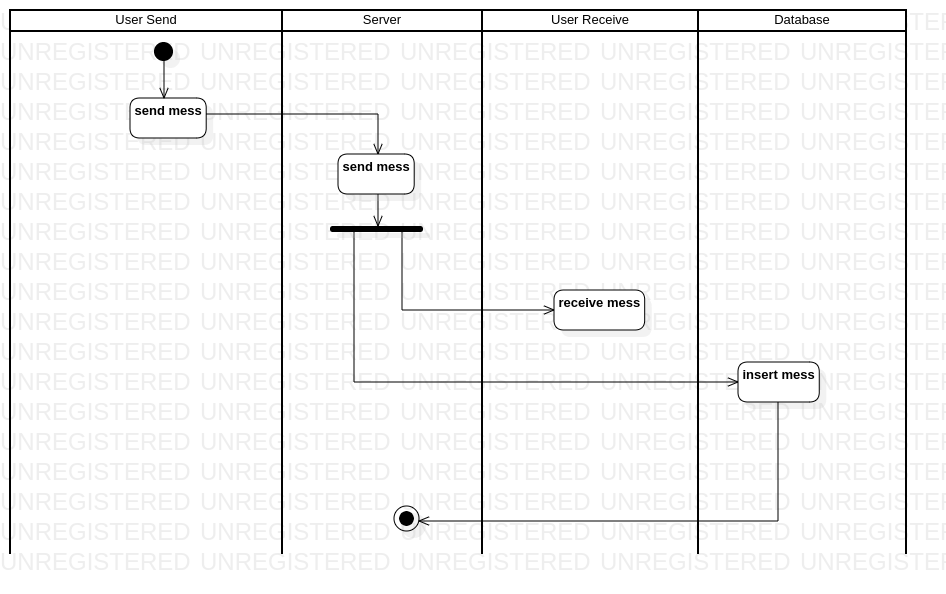 User Send Server User Receive Database
send mess
send mess
receive mess
insert mess
UNREGISTERED UNREGISTERED UNREGISTERED UNREGISTERED UNREGISTERED